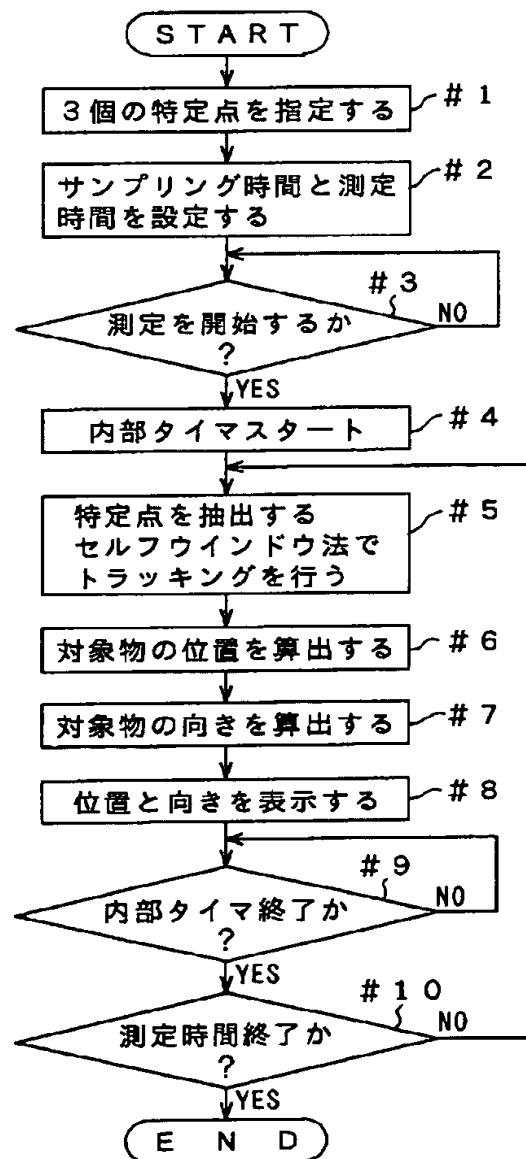 START
3個の特定点を指定する
#1
サンプリング時間と測定
時間を設定する
#2
#3
測定を開始するか
?
NO
YES
内部タイマスタート
#4
特定点を抽出する
セルフウインドウ法で
トラッキングを行う
#5
対象物の位置を算出する
#6
対象物の向きを算出する
#7
位置と向きを表示する
#8
#9
内部タイマ終了か
?
NO
YES
#10
測定時間終了か
?
NO
YES
END